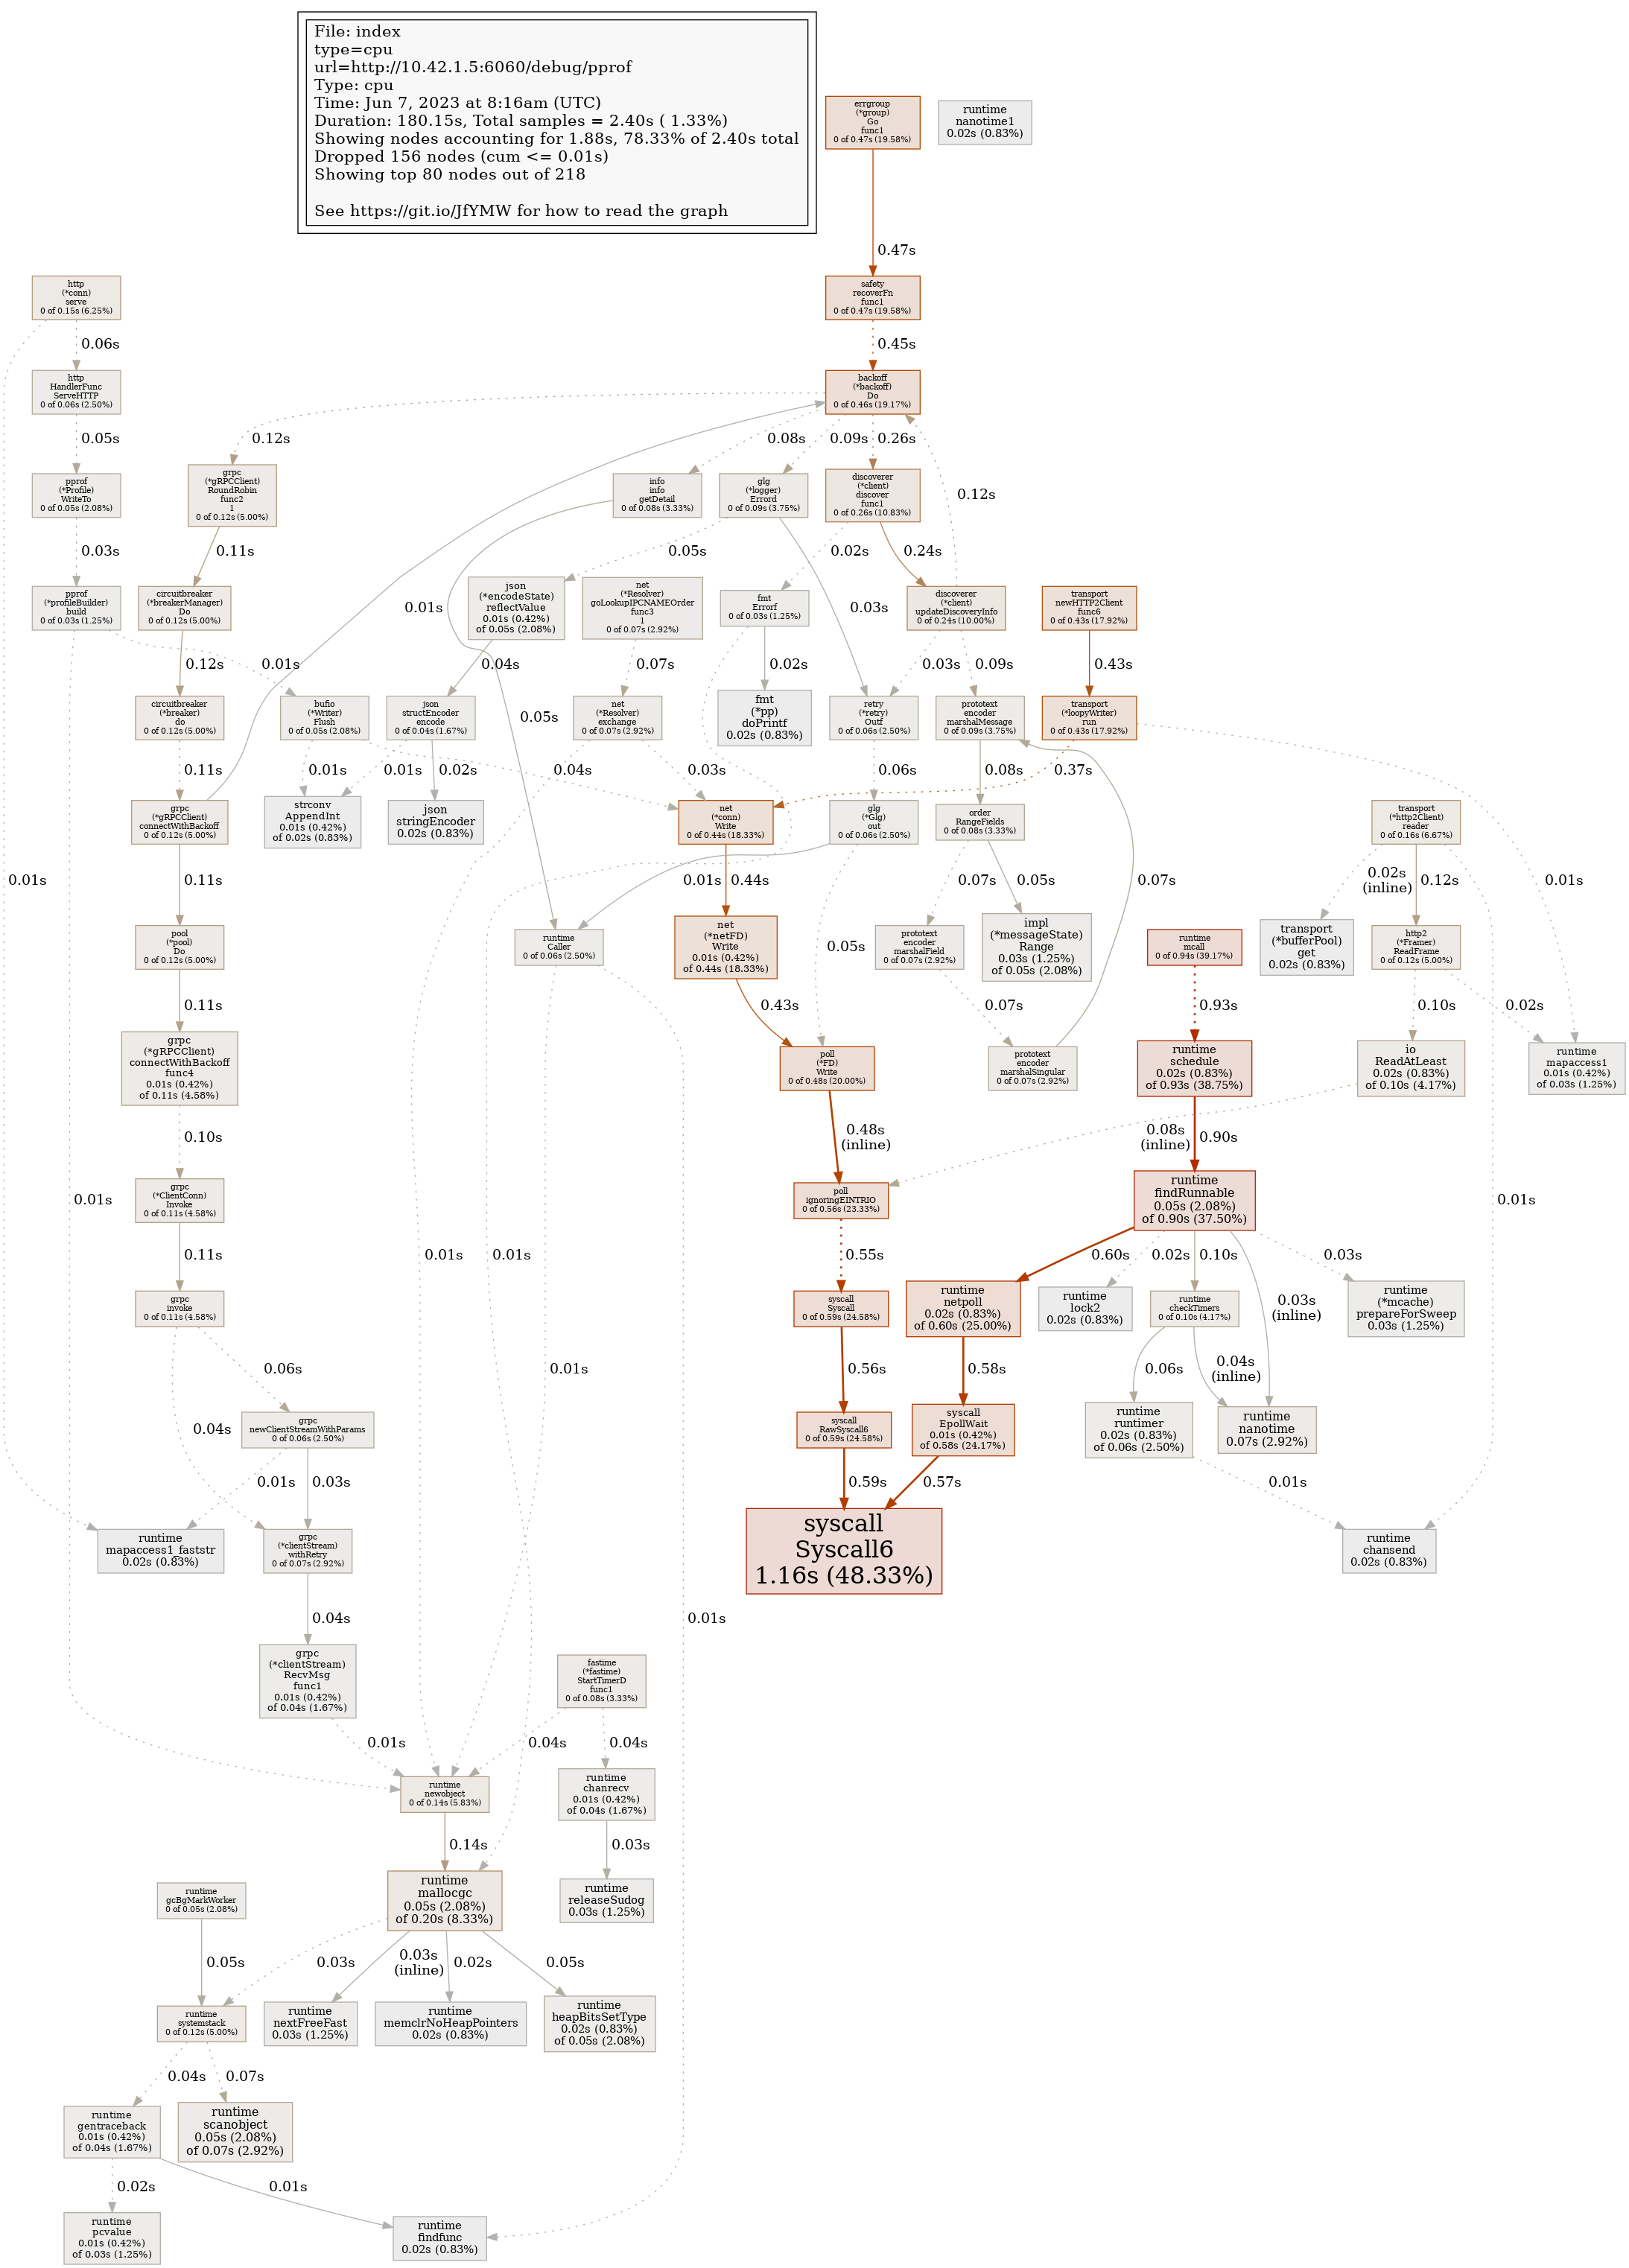 File: index
type=cpu
url=http://10.42.1.5:6060/debug/pprof
Type: cpu
Time: Jun 7, 2023 at 8:16am (UTC)
Duration: 180.15s, Total samples = 2.40s ( 1.33%)
Showing nodes accounting for 1.88s, 78.33% of 2.40s total
Dropped 156 nodes (cum <= 0.01s)
Showing top 80 nodes out of 218
See https://git.io/JfYMW for how to read the graph
errgroup
(*group)
Go
func1
0 of 0.47s (19.58%)
runtime
nanotime1
0.02s (0.83%)
0.47s
http
(*conn)
serve
0 of 0.15s (6.25%)
safety
recoverFn
func1
0 of 0.47s (19.58%)
0.06s
0.45s
http
HandlerFunc
ServeHTTP
0 of 0.06s (2.50%)
backoff
(*backoff)
Do
0 of 0.46s (19.17%)
0.05s
0.12s
0.08s
0.09s
0.26s
pprof
(*Profile)
WriteTo
0 of 0.05s (2.08%)
grpc
(*gRPCClient)
RoundRobin
func2
1
0 of 0.12s (5.00%)
info
info
getDetail
0 of 0.08s (3.33%)
glg
(*logger)
Errord
0 of 0.09s (3.75%)
discoverer
(*client)
discover
func1
0 of 0.26s (10.83%)
0.12s
0.03s
0.11s
0.05s
0.02s
0.24s
pprof
(*profileBuilder)
build
0 of 0.03s (1.25%)
circuitbreaker
(*breakerManager)
Do
0 of 0.12s (5.00%)
0.01s
json
(*encodeState)
reflectValue
0.01s (0.42%)
of 0.05s (2.08%)
net
(*Resolver)
goLookupIPCNAMEOrder
func3
1
0 of 0.07s (2.92%)
fmt
Errorf
0 of 0.03s (1.25%)
0.03s
discoverer
(*client)
updateDiscoveryInfo
0 of 0.24s (10.00%)
transport
newHTTP2Client
func6
0 of 0.43s (17.92%)
0.12s
0.01s
0.04s
0.07s
0.02s
0.03s
0.09s
0.43s
circuitbreaker
(*breaker)
do
0 of 0.12s (5.00%)
bufio
(*Writer)
Flush
0 of 0.05s (2.08%)
json
structEncoder
encode
0 of 0.04s (1.67%)
0.05s
net
(*Resolver)
exchange
0 of 0.07s (2.92%)
fmt
(*pp)
doPrintf
0.02s (0.83%)
retry
(*retry)
Outf
0 of 0.06s (2.50%)
prototext
encoder
marshalMessage
0 of 0.09s (3.75%)
transport
(*loopyWriter)
run
0 of 0.43s (17.92%)
0.11s
0.01s
0.01s
0.02s
0.04s
0.03s
0.06s
0.08s
0.37s
grpc
(*gRPCClient)
connectWithBackoff
0 of 0.12s (5.00%)
strconv
AppendInt
0.01s (0.42%)
of 0.02s (0.83%)
json
stringEncoder
0.02s (0.83%)
net
(*conn)
Write
0 of 0.44s (18.33%)
glg
(*Glg)
out
0 of 0.06s (2.50%)
order
RangeFields
0 of 0.08s (3.33%)
transport
(*http2Client)
reader
0 of 0.16s (6.67%)
0.01s
0.11s
0.01s
0.44s
0.07s
0.05s
0.07s
0.02s
(inline)
0.12s
0.01s
pool
(*pool)
Do
0 of 0.12s (5.00%)
runtime
Caller
0 of 0.06s (2.50%)
net
(*netFD)
Write
0.01s (0.42%)
of 0.44s (18.33%)
0.05s
prototext
encoder
marshalField
0 of 0.07s (2.92%)
impl
(*messageState)
Range
0.03s (1.25%)
of 0.05s (2.08%)
runtime
mcall
0 of 0.94s (39.17%)
transport
(*bufferPool)
get
0.02s (0.83%)
http2
(*Framer)
ReadFrame
0 of 0.12s (5.00%)
0.11s
0.43s
0.07s
0.93s
0.10s
0.02s
grpc
(*gRPCClient)
connectWithBackoff
func4
0.01s (0.42%)
of 0.11s (4.58%)
poll
(*FD)
Write
0 of 0.48s (20.00%)
prototext
encoder
marshalSingular
0 of 0.07s (2.92%)
runtime
schedule
0.02s (0.83%)
of 0.93s (38.75%)
io
ReadAtLeast
0.02s (0.83%)
of 0.10s (4.17%)
runtime
mapaccess1
0.01s (0.42%)
of 0.03s (1.25%)
0.10s
0.48s
(inline)
0.08s
(inline)
0.90s
0.01s
grpc
(*ClientConn)
Invoke
0 of 0.11s (4.58%)
poll
ignoringEINTRIO
0 of 0.56s (23.33%)
runtime
findRunnable
0.05s (2.08%)
of 0.90s (37.50%)
0.01s
0.11s
0.01s
0.01s
0.55s
0.60s
0.02s
0.10s
0.03s
(inline)
0.03s
grpc
invoke
0 of 0.11s (4.58%)
syscall
Syscall
0 of 0.59s (24.58%)
runtime
netpoll
0.02s (0.83%)
of 0.60s (25.00%)
runtime
lock2
0.02s (0.83%)
runtime
checkTimers
0 of 0.10s (4.17%)
runtime
(*mcache)
prepareForSweep
0.03s (1.25%)
0.06s
0.01s
0.56s
0.58s
0.06s
0.04s
(inline)
0.04s
grpc
newClientStreamWithParams
0 of 0.06s (2.50%)
syscall
RawSyscall6
0 of 0.59s (24.58%)
syscall
EpollWait
0.01s (0.42%)
of 0.58s (24.17%)
runtime
runtimer
0.02s (0.83%)
of 0.06s (2.50%)
runtime
nanotime
0.07s (2.92%)
0.01s
0.03s
0.59s
0.57s
0.01s
runtime
mapaccess1_faststr
0.02s (0.83%)
grpc
(*clientStream)
withRetry
0 of 0.07s (2.92%)
syscall
Syscall6
1.16s (48.33%)
runtime
chansend
0.02s (0.83%)
0.04s
0.01s
grpc
(*clientStream)
RecvMsg
func1
0.01s (0.42%)
of 0.04s (1.67%)
fastime
(*fastime)
StartTimerD
func1
0 of 0.08s (3.33%)
0.01s
0.04s
0.04s
runtime
newobject
0 of 0.14s (5.83%)
runtime
chanrecv
0.01s (0.42%)
of 0.04s (1.67%)
0.14s
0.03s
runtime
gcBgMarkWorker
0 of 0.05s (2.08%)
runtime
mallocgc
0.05s (2.08%)
of 0.20s (8.33%)
runtime
releaseSudog
0.03s (1.25%)
0.05s
0.03s
0.03s
(inline)
0.02s
0.05s
runtime
systemstack
0 of 0.12s (5.00%)
runtime
nextFreeFast
0.03s (1.25%)
runtime
memclrNoHeapPointers
0.02s (0.83%)
runtime
heapBitsSetType
0.02s (0.83%)
of 0.05s (2.08%)
0.04s
0.07s
runtime
gentraceback
0.01s (0.42%)
of 0.04s (1.67%)
runtime
scanobject
0.05s (2.08%)
of 0.07s (2.92%)
0.02s
0.01s
runtime
pcvalue
0.01s (0.42%)
of 0.03s (1.25%)
runtime
findfunc
0.02s (0.83%)